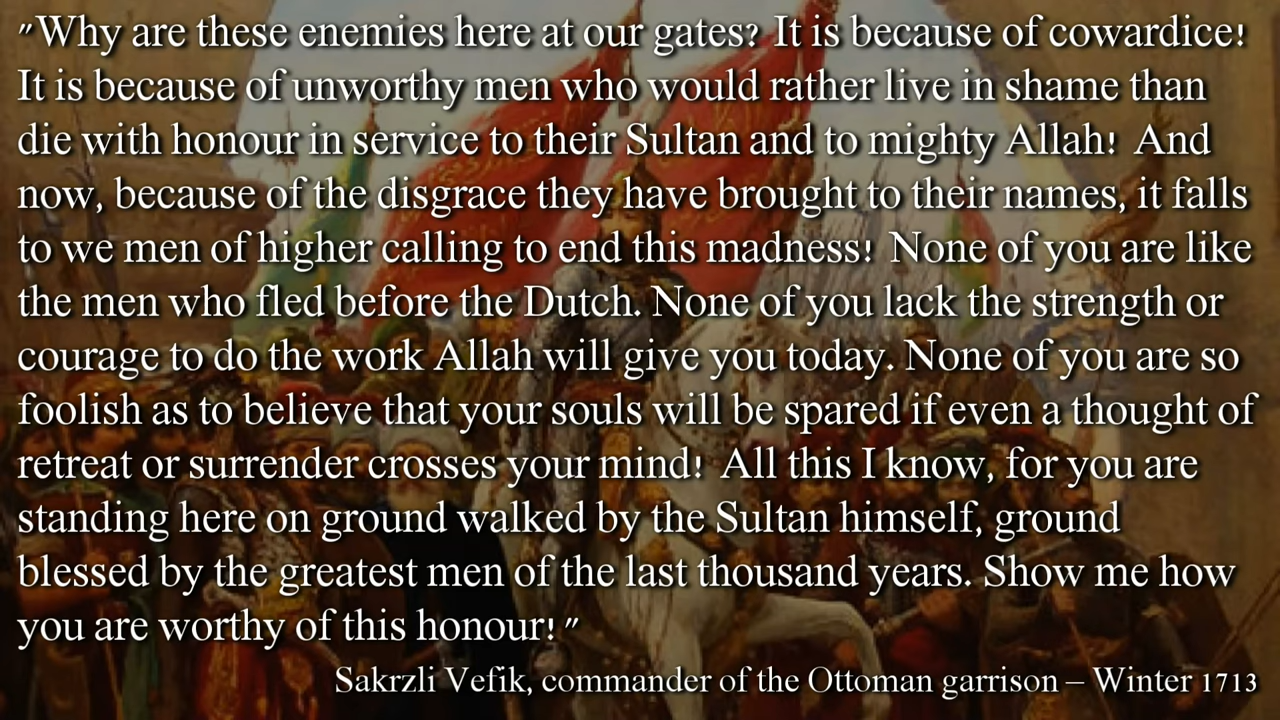 "Why are these enemies here at our gates? It is because of cowardice!
It is because of unworthy men who would rather live in shame than
die with honour in service to their Sultan and to mighty Allah! And
now, because of the disgrace they have brought to their names, it falls
to we men of higher calling to end this madness! None of you are like
the men who fled before the Dutch. None of you lack the strength or
courage to do the work Allah will give you today. None of you are so
foolish as to believe that your souls will be spared if even a thought of
retreat or surrender crosses your mind! All this I know, for you are
standing here on ground walked by the Sultan himself, ground
blessed by the greatest men of the last thousand years. Show me how
you are worthy of this honour!"
Sakrzli Vefik, commander of the Ottoman garrison – Winter 1713